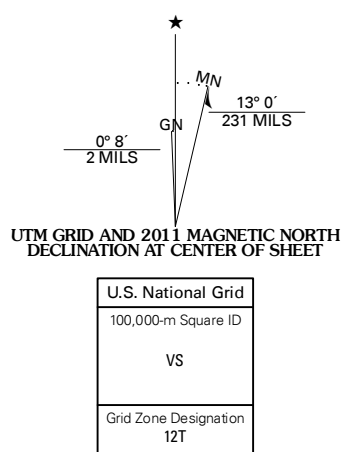 ★
MN
GN
13° 0´
231 MILS
0° 8´
2 MILS
UTM GRID AND 2011 MAGNETIC NORTH
DECLINATION AT CENTER OF SHEET
U.S. National Grid
100,000-m Square ID
VS
Grid Zone Designation
12T